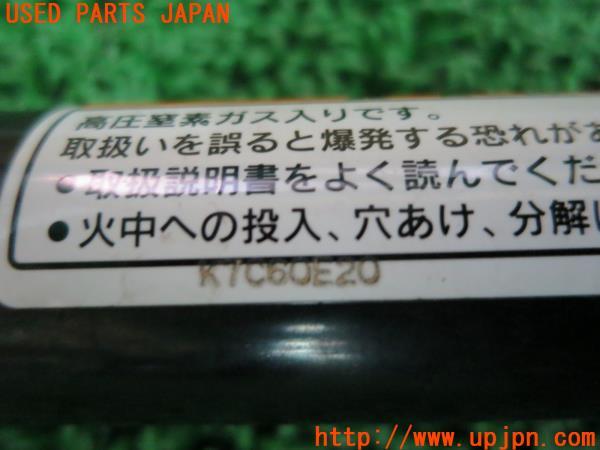 USED PARTS JAPAN
高圧窒素ガス入りです。
取扱いを誤ると爆発する恐れがあ
●取扱説明書をよく読んでくだ
●火中への投入、穴あけ、分解
K7C60E20
http://www.upjpn.com